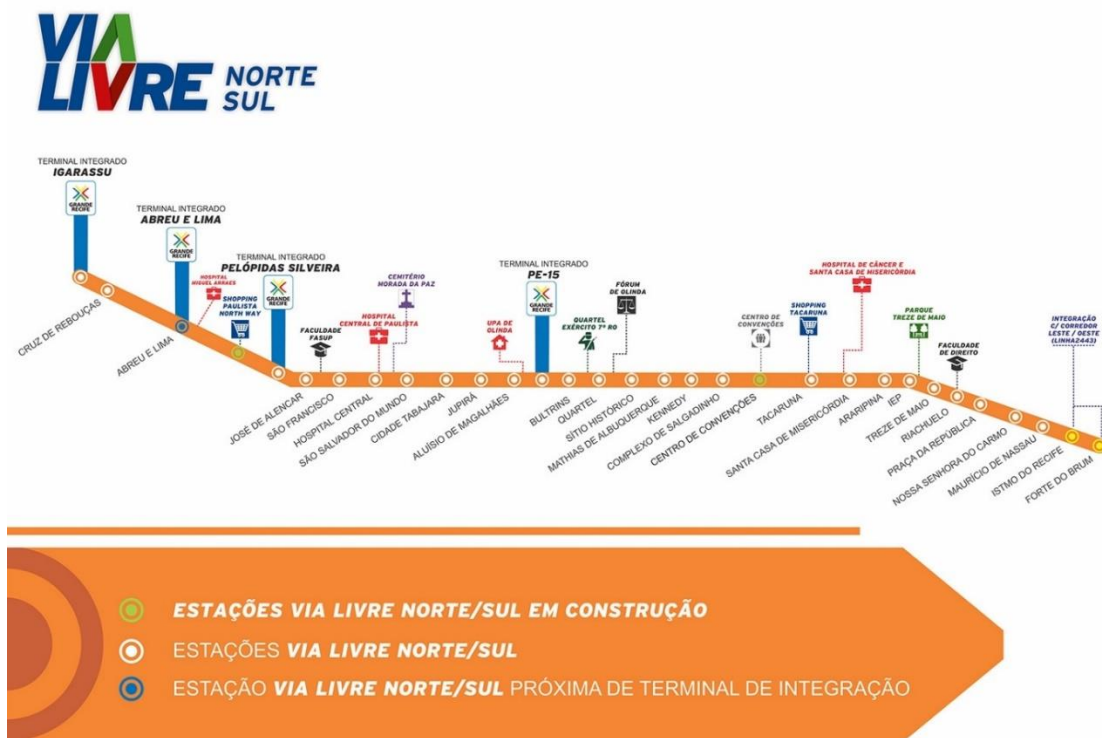 VIA
LIVRE
NORTE
SUL
TERMINAL INTEGRADO
IGARASSU
GRANDE
RECIFE
TERMINAL INTEGRADO
ABREU E LIMA
GRANDE
RECIFE
TERMINAL INTEGRADO
PELÓPIDAS SILVEIRA
GRANDE
RECIFE
TERMINAL INTEGRADO
PE-15
GRANDE
RECIFE
HOSPITAL
MIGUEL ARRAES
SHOPPING
PAULISTA
NORTH WAY
FACULDADE
FASUP
HOSPITAL
CENTRAL DE PAULISTA
CEMITÉRIO
MORADA DA PAZ
UPA DE
OLINDA
QUARTEL
EXÉRCITO 7º RO
FÓRUM
DE OLINDA
CENTRO DE
CONVENÇÕES
SHOPPING
TACARUNA
HOSPITAL DE CÂNCER E
SANTA CASA DE MISERICÓRDIA
PARQUE
TREZE DE MAIO
FACULDADE
DE DIREITO
INTEGRAÇÃO
C/ CORREDOR
LESTE / OESTE
(LINHA2443)
CRUZ DE REBOUÇAS
ABREU E LIMA
JOSÉ DE ALENCAR
SÃO FRANCISCO
HOSPITAL CENTRAL
SÃO SALVADOR DO MUNDO
CIDADE TABAJARA
JUPIRÁ
ALUÍSIO DE MAGALHÃES
BULTRINS
QUARTEL
SÍTIO HISTÓRICO
MATHIAS DE ALBUQUERQUE
KENNEDY
COMPLEXO DE SALGADINHO
CENTRO DE CONVENÇÕES
TACARUNA
SANTA CASA DE MISERICÓRDIA
ARARIPINA
IEP
TREZE DE MAIO
RIACHUELO
PRAÇA DA REPÚBLICA
NOSSA SENHORA DO CARMO
MAURÍCIO DE NASSAU
ISTMO DO RECIFE
FORTE DO BRUM
ESTAÇÕES VIA LIVRE NORTE/SUL EM CONSTRUÇÃO
ESTAÇÕES VIA LIVRE NORTE/SUL
ESTAÇÃO VIA LIVRE NORTE/SUL PRÓXIMA DE TERMINAL DE INTEGRAÇÃO